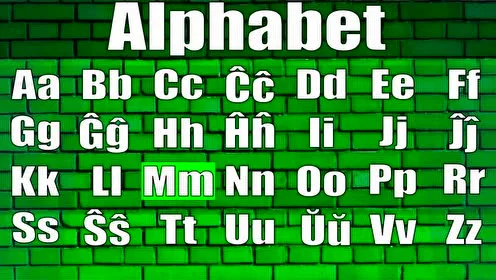 Alphabet
Aa Bb Cc Ĉĉ Dd Ee Ff
Gg Ĝĝ Hh Ĥĥ Ii Jj Ĵĵ
Kk Ll Mm Nn Oo Pp Rr
Ss Ŝŝ Tt Uu Ŭŭ Vv Zz